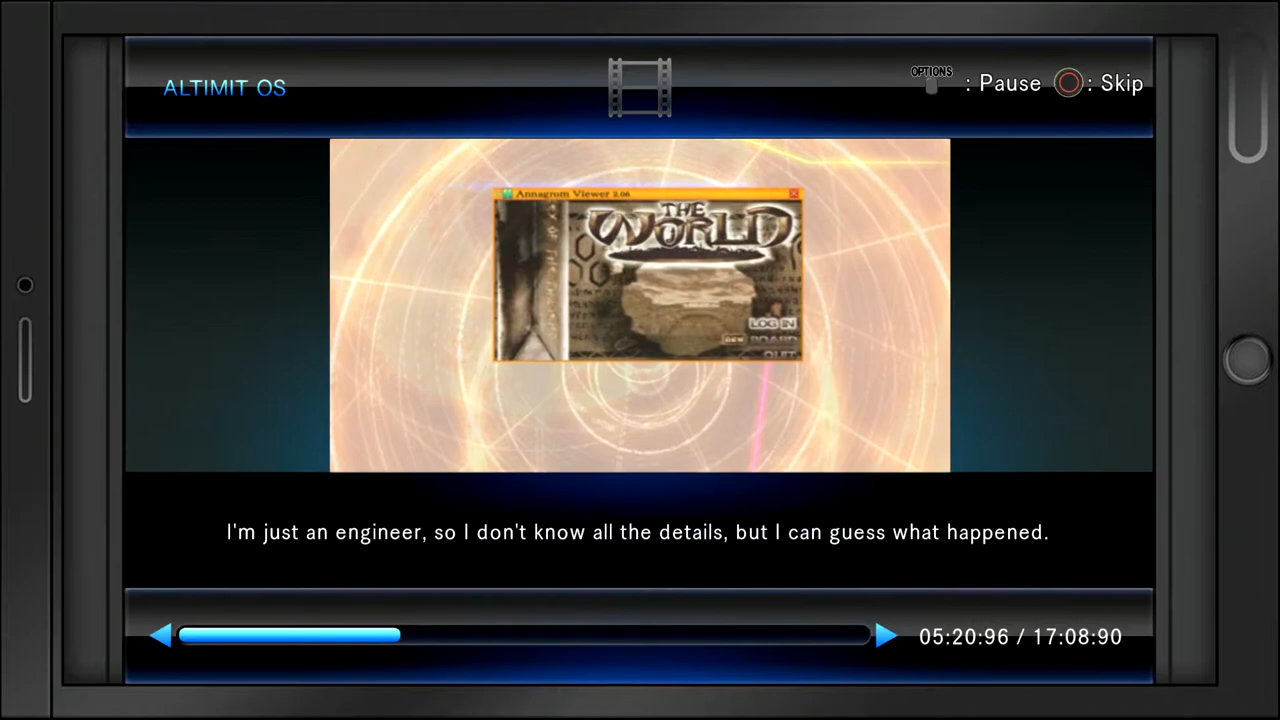 ALTIMIT OS
OPTIONS
: Pause
: Skip
Annagrom Viewer 2.06
THE
WORLD
LOG IN
NEW BOARD
QUIT
I'm just an engineer, so I don't know all the details, but I can guess what happened.
05:20:96 / 17:08:90